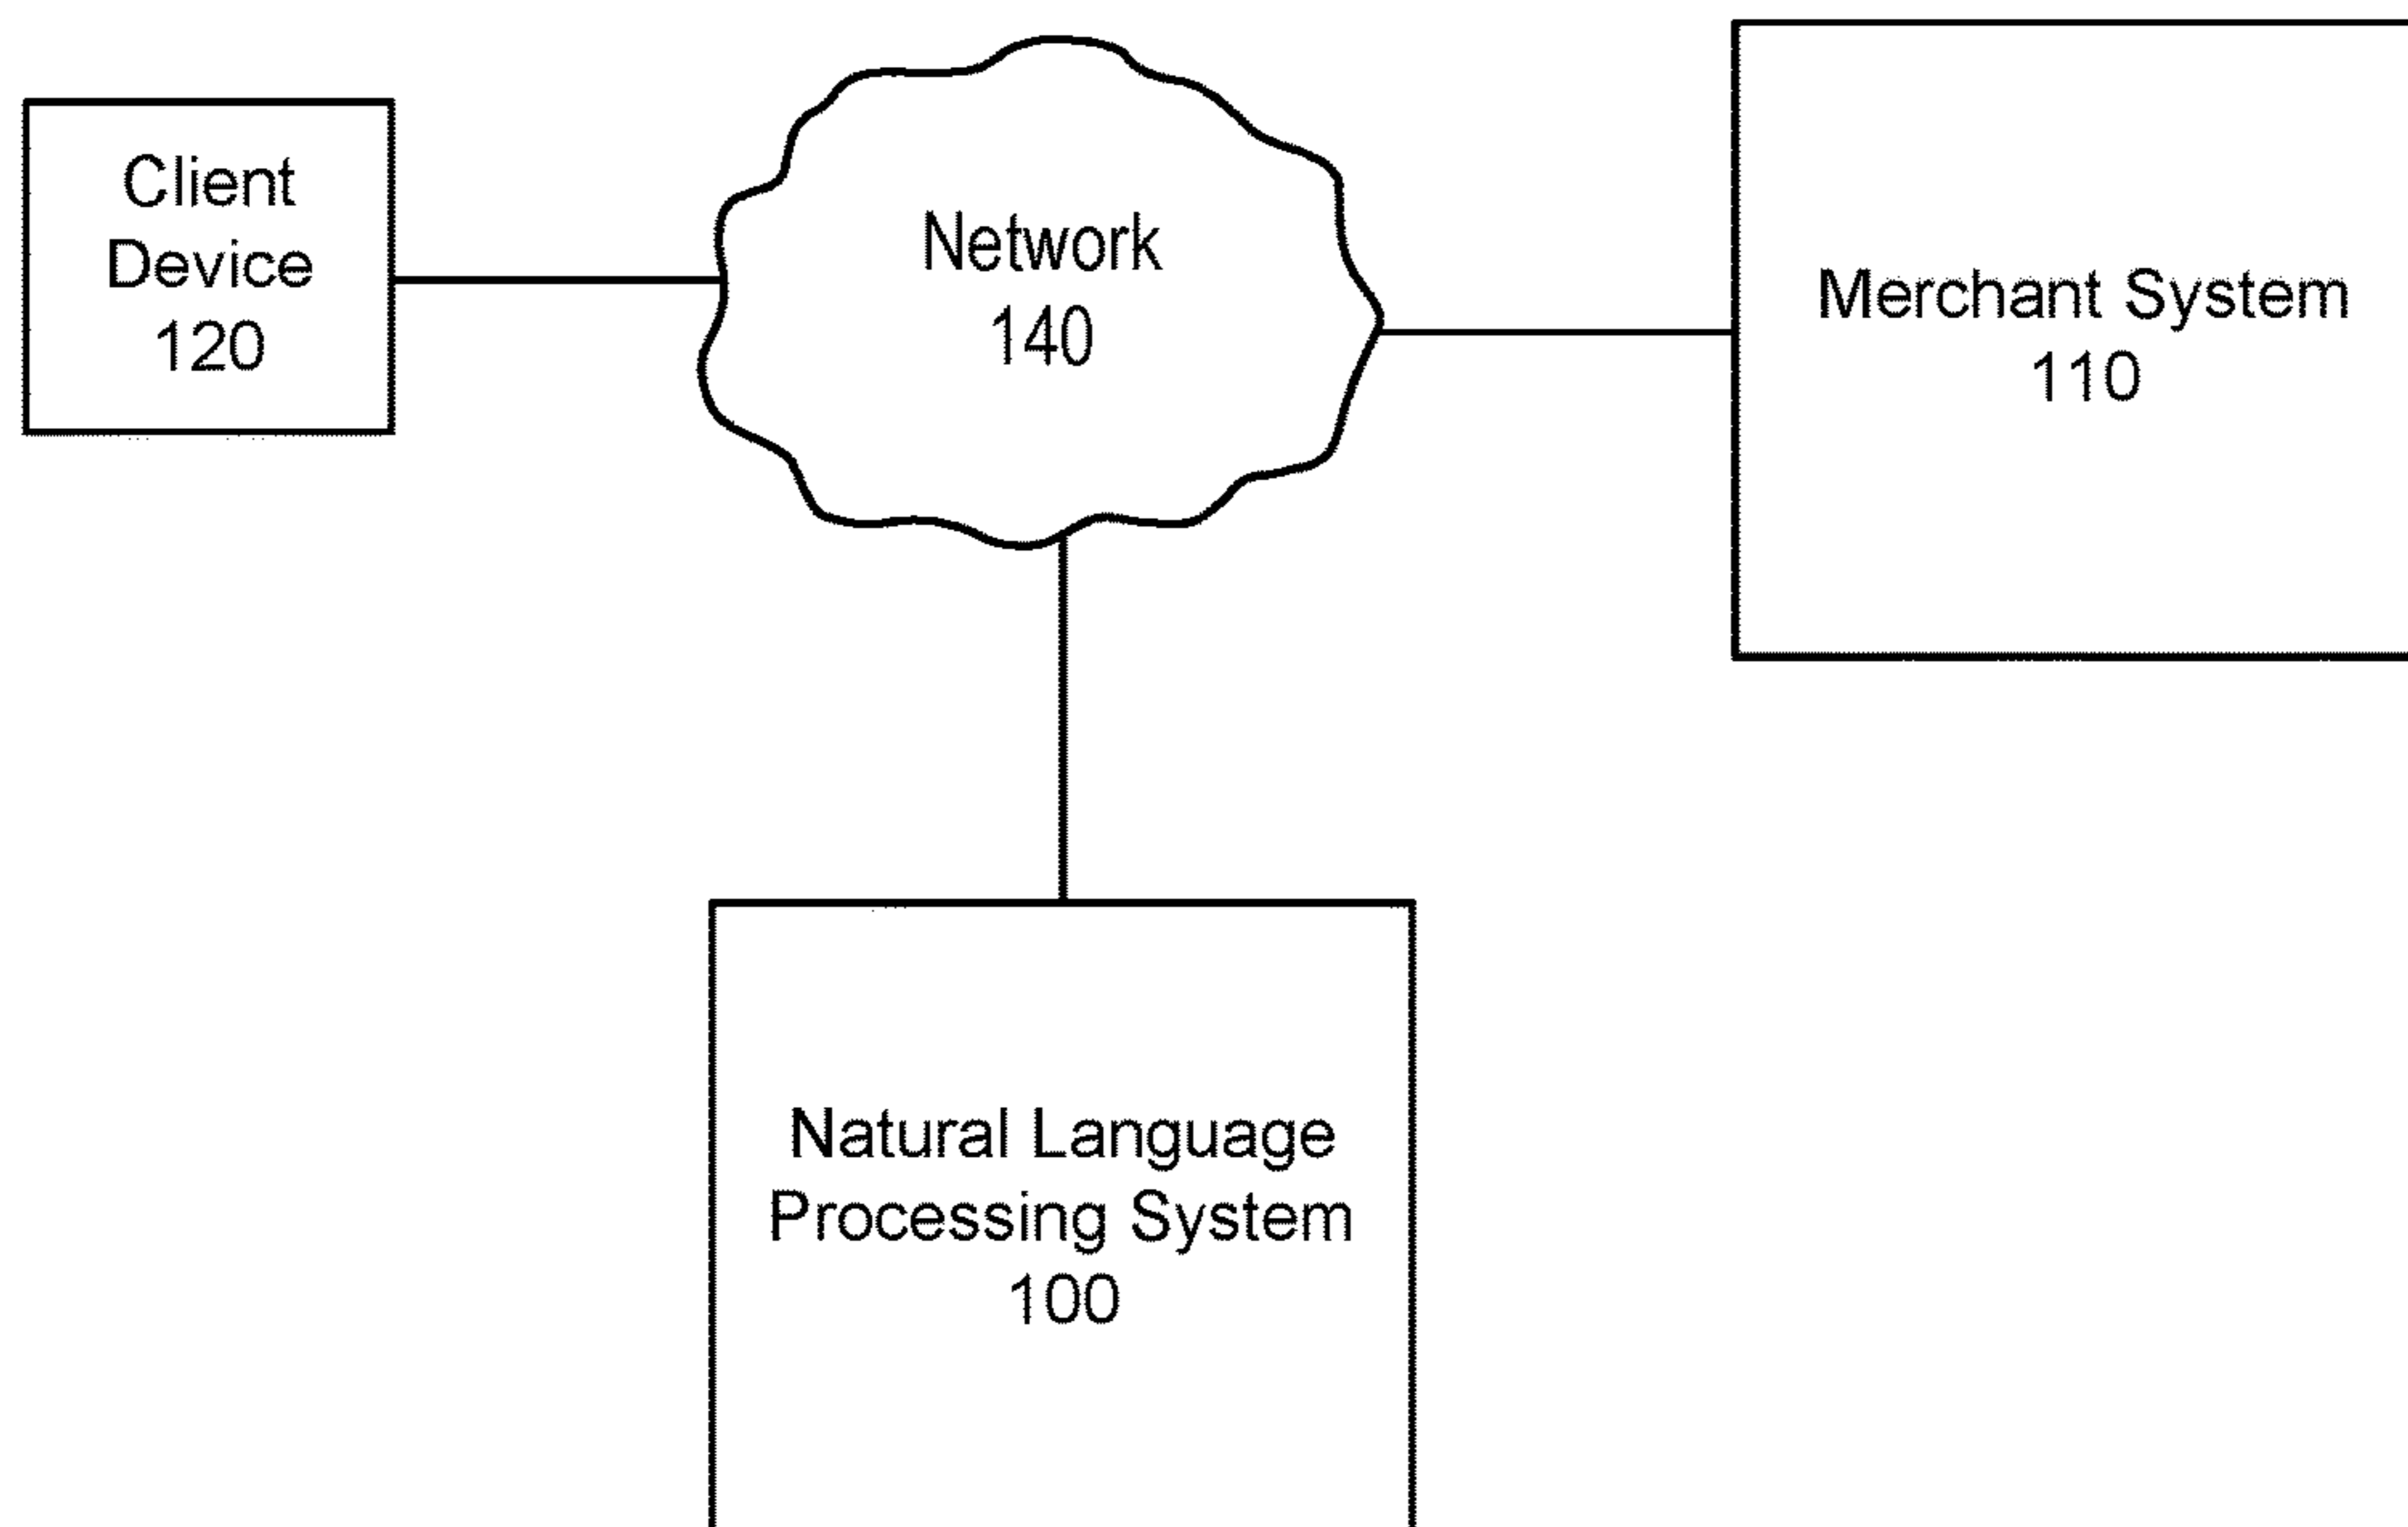 Client
Device
120
Network
140
Merchant System
110
Natural Language
Processing System
100